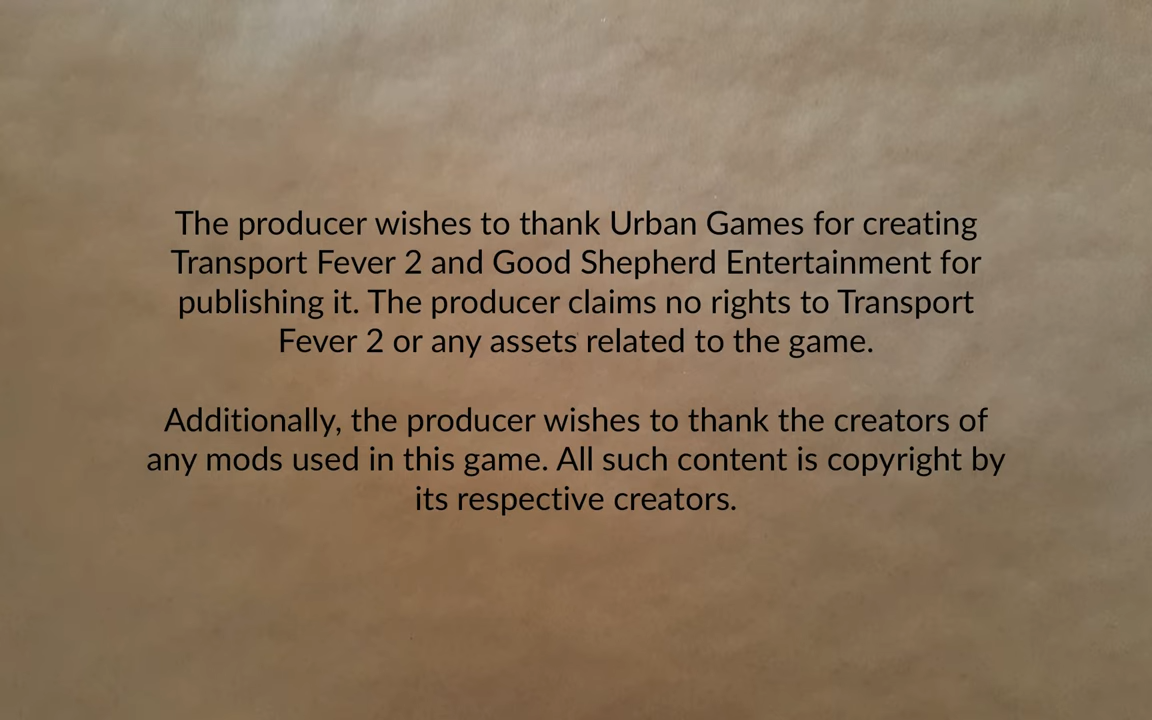 The producer wishes to thank Urban Games for creating
Transport Fever 2 and Good Shepherd Entertainment for
publishing it. The producer claims no rights to Transport
Fever 2 or any assets related to the game.
Additionally, the producer wishes to thank the creators of
any mods used in this game. All such content is copyright by
its respective creators.